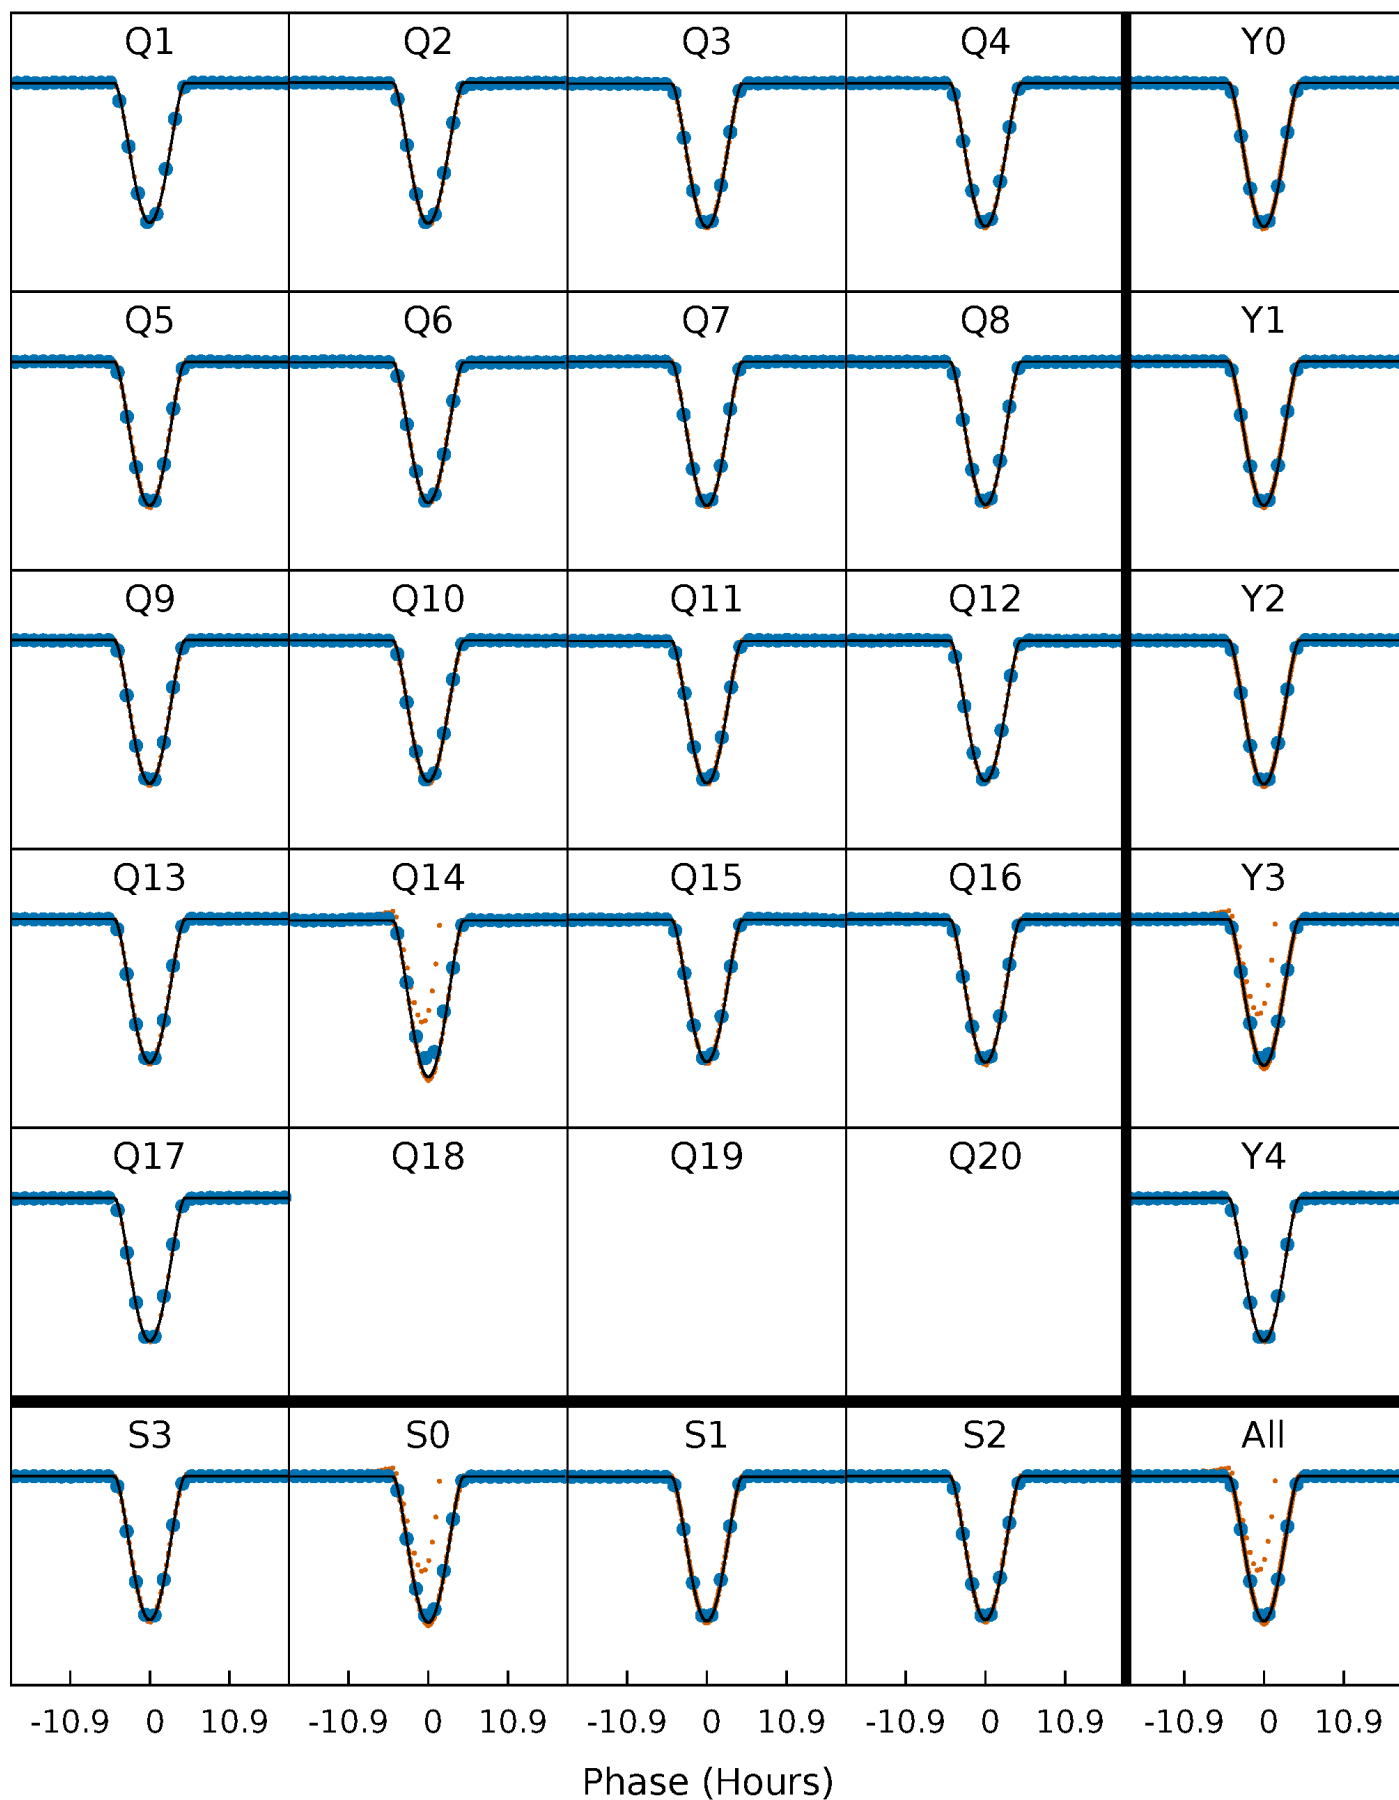 Q1 Q2 Q3 Q4 Y0
Q5 Q6 Q7 Q8 Y1
Q9 Q10 Q11 Q12 Y2
Q13 Q14 Q15 Q16 Y3
Q17 Q18 Q19 Q20 Y4
S3 S0 S1 S2 All
-10.9 0 10.9 -10.9 0 10.9 -10.9 0 10.9 -10.9 0 10.9 -10.9 0 10.9
Phase (Hours)